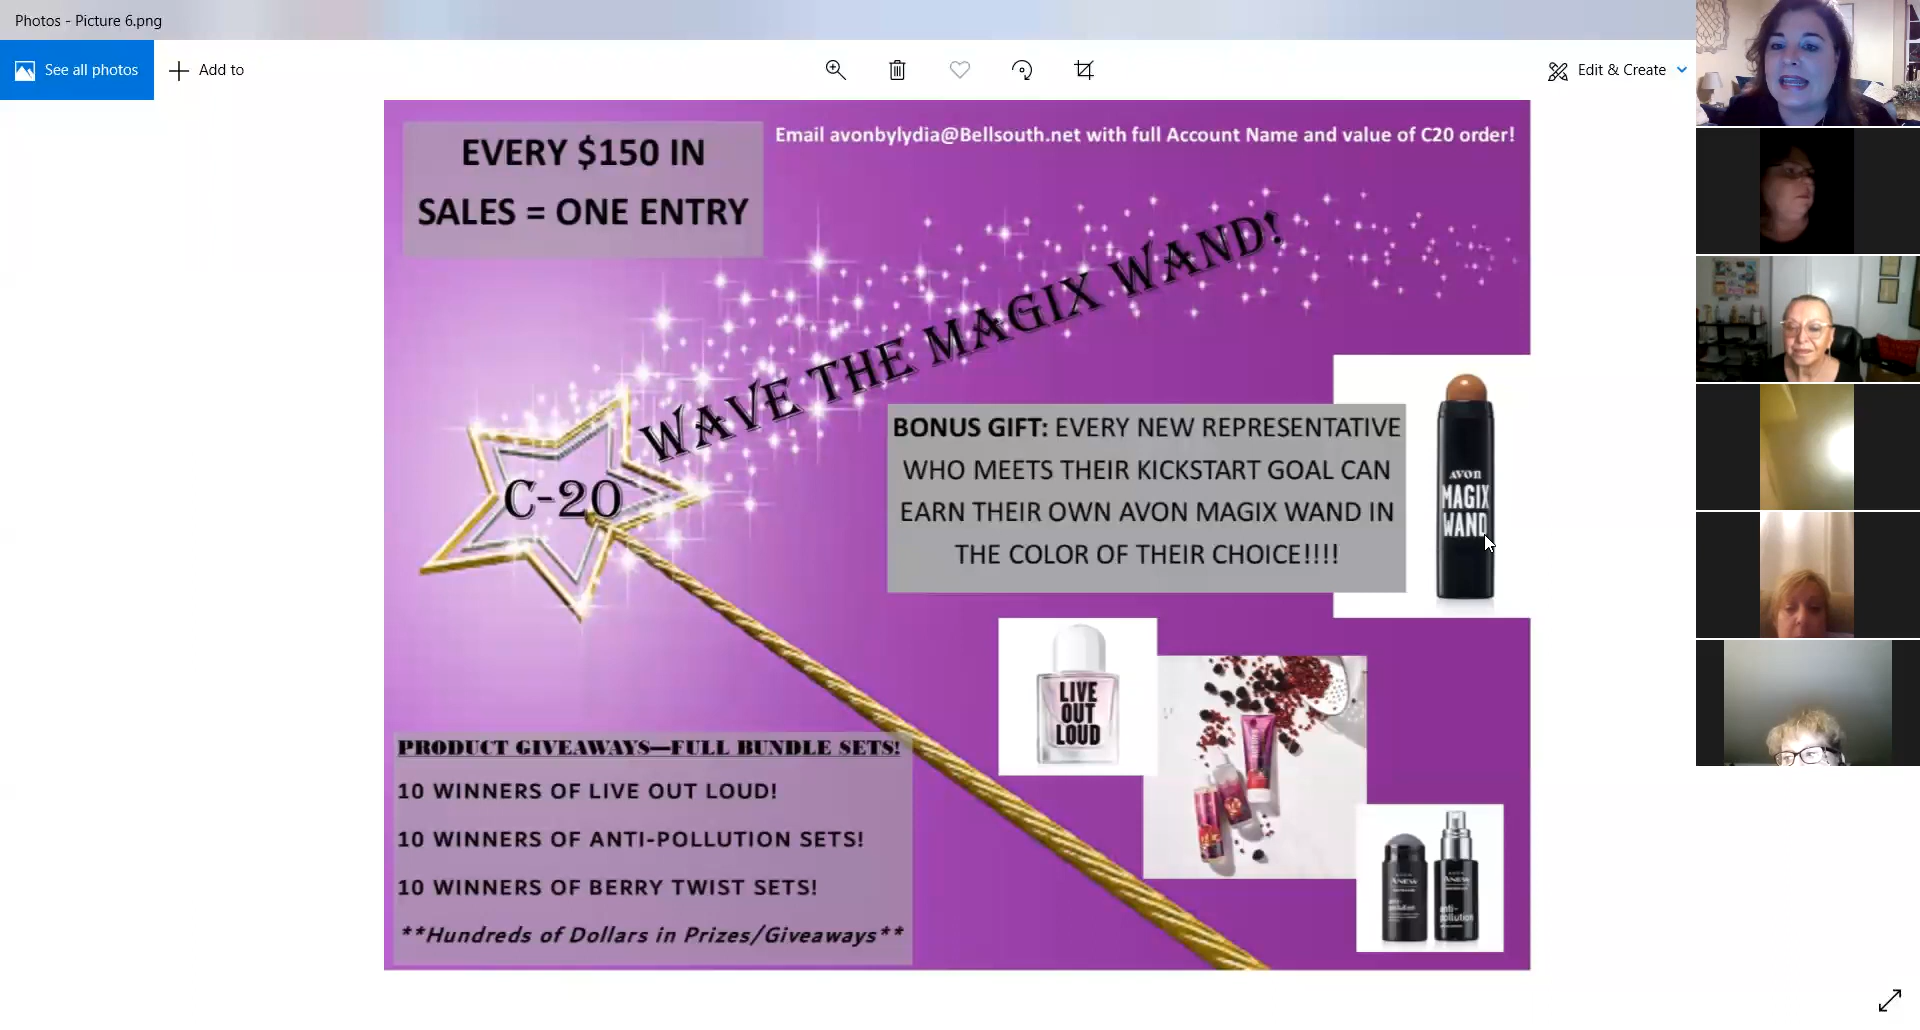 Photos - Picture 6.png
See all photos
Add to
Edit & Create
EVERY $150 IN
SALES = ONE ENTRY
Email avonbylydia@Bellsouth.net with full Account Name and value of C20 order!
WAVE THE MAGIX WAND!
C-20
BONUS GIFT: EVERY NEW REPRESENTATIVE
WHO MEETS THEIR KICKSTART GOAL CAN
EARN THEIR OWN AVON MAGIX WAND IN
THE COLOR OF THEIR CHOICE!!!!
AVON
MAGIX
WAND
LIVE
OUT
LOUD
PRODUCT GIVEAWAYS—FULL BUNDLE SETS!
10 WINNERS OF LIVE OUT LOUD!
10 WINNERS OF ANTI-POLLUTION SETS!
10 WINNERS OF BERRY TWIST SETS!
**Hundreds of Dollars in Prizes/Giveaways**
ANEW
ANEW
anti-
pollution